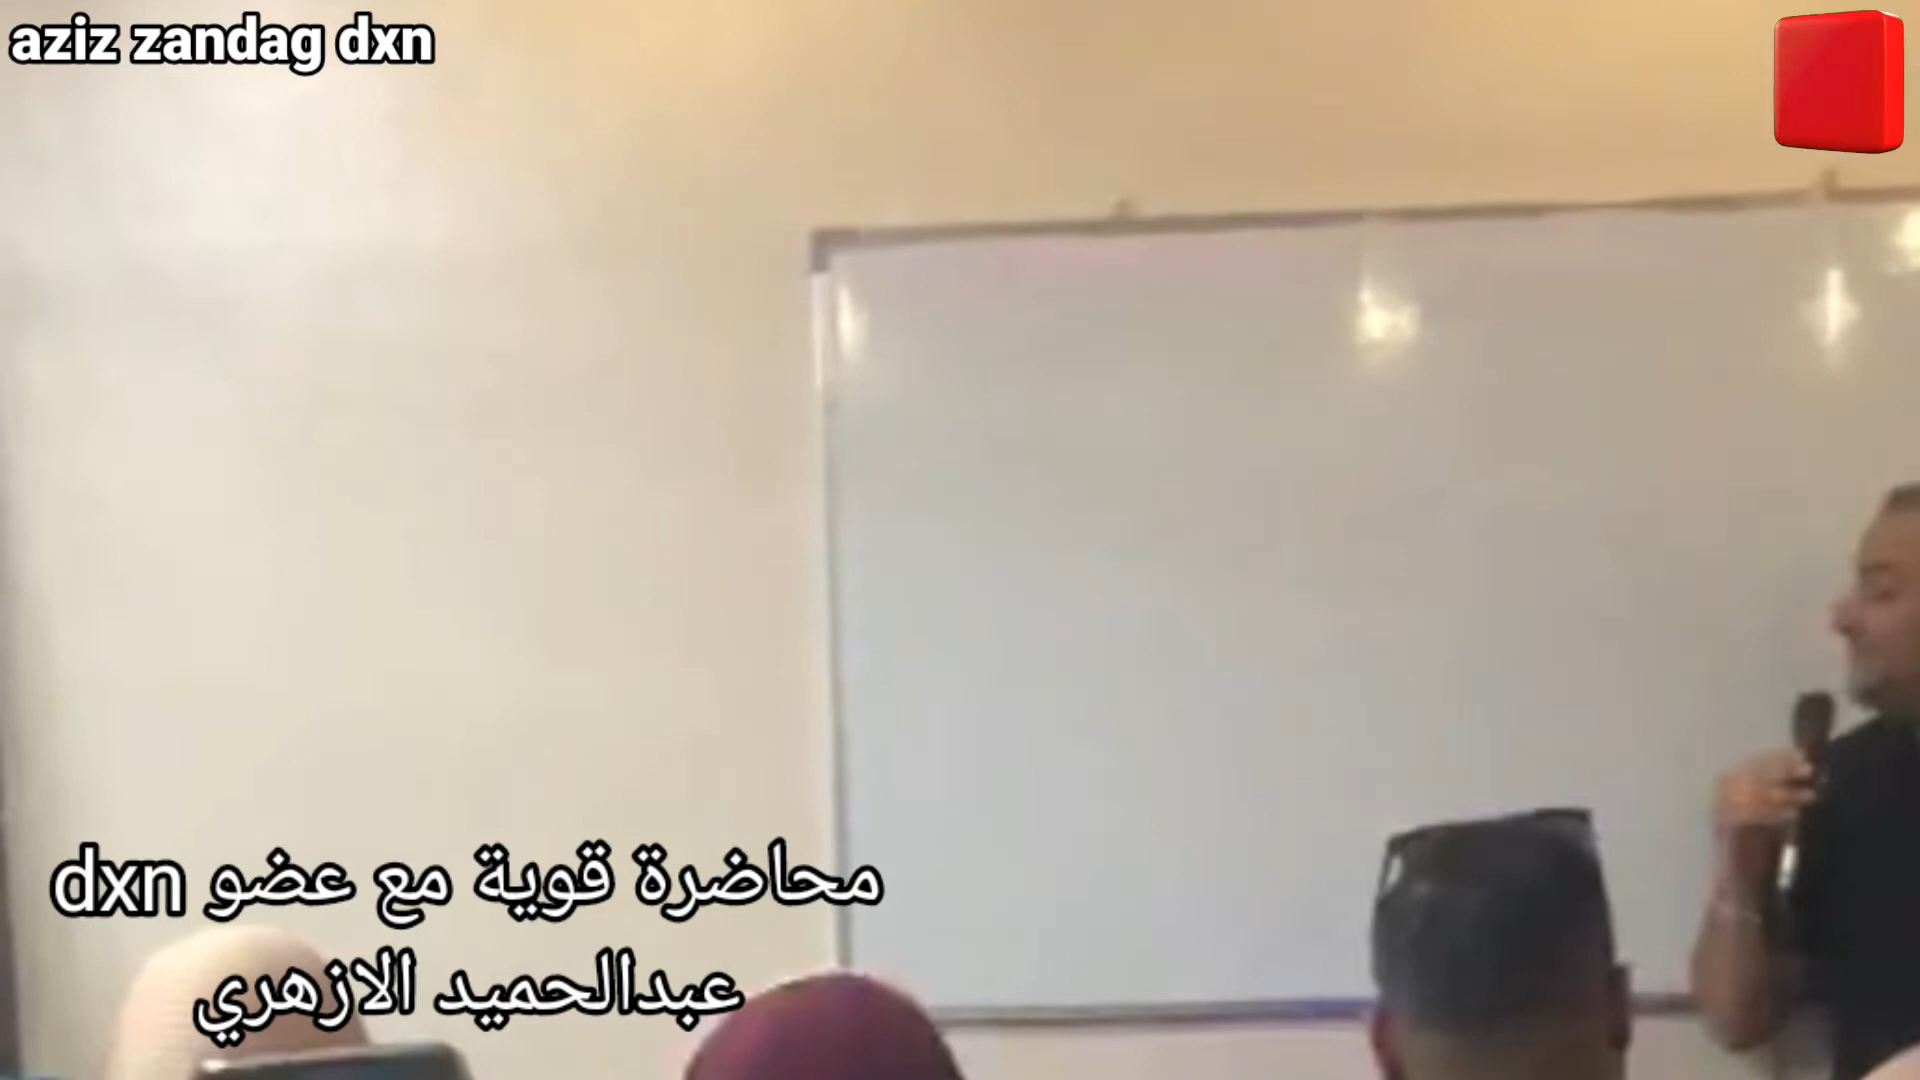 aziz zandag dxn
محاضرة قوية مع عضو dxn
عبدالحميد الازهري